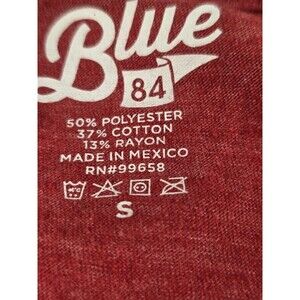 Blue
84
50% POLYESTER
37% COTTON
13% RAYON
MADE IN MEXICO
RN#99658
S